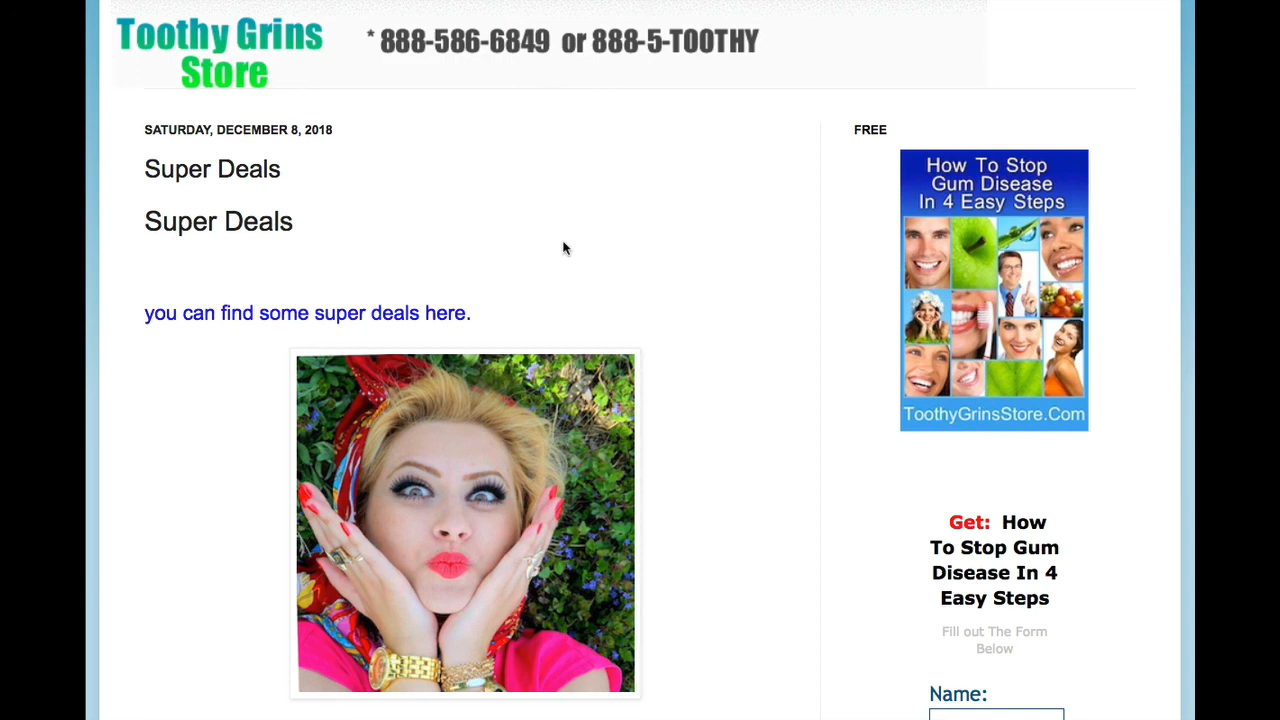 Toothy Grins
Store
* 888-586-6849 or 888-5-TOOTHY
SATURDAY, DECEMBER 8, 2018
Super Deals
Super Deals
you can find some super deals here.
FREE
How To Stop
Gum Disease
In 4 Easy Steps
ToothyGrinsStore.Com
Get: How
To Stop Gum
Disease In 4
Easy Steps
Fill out The Form
Below
Name: